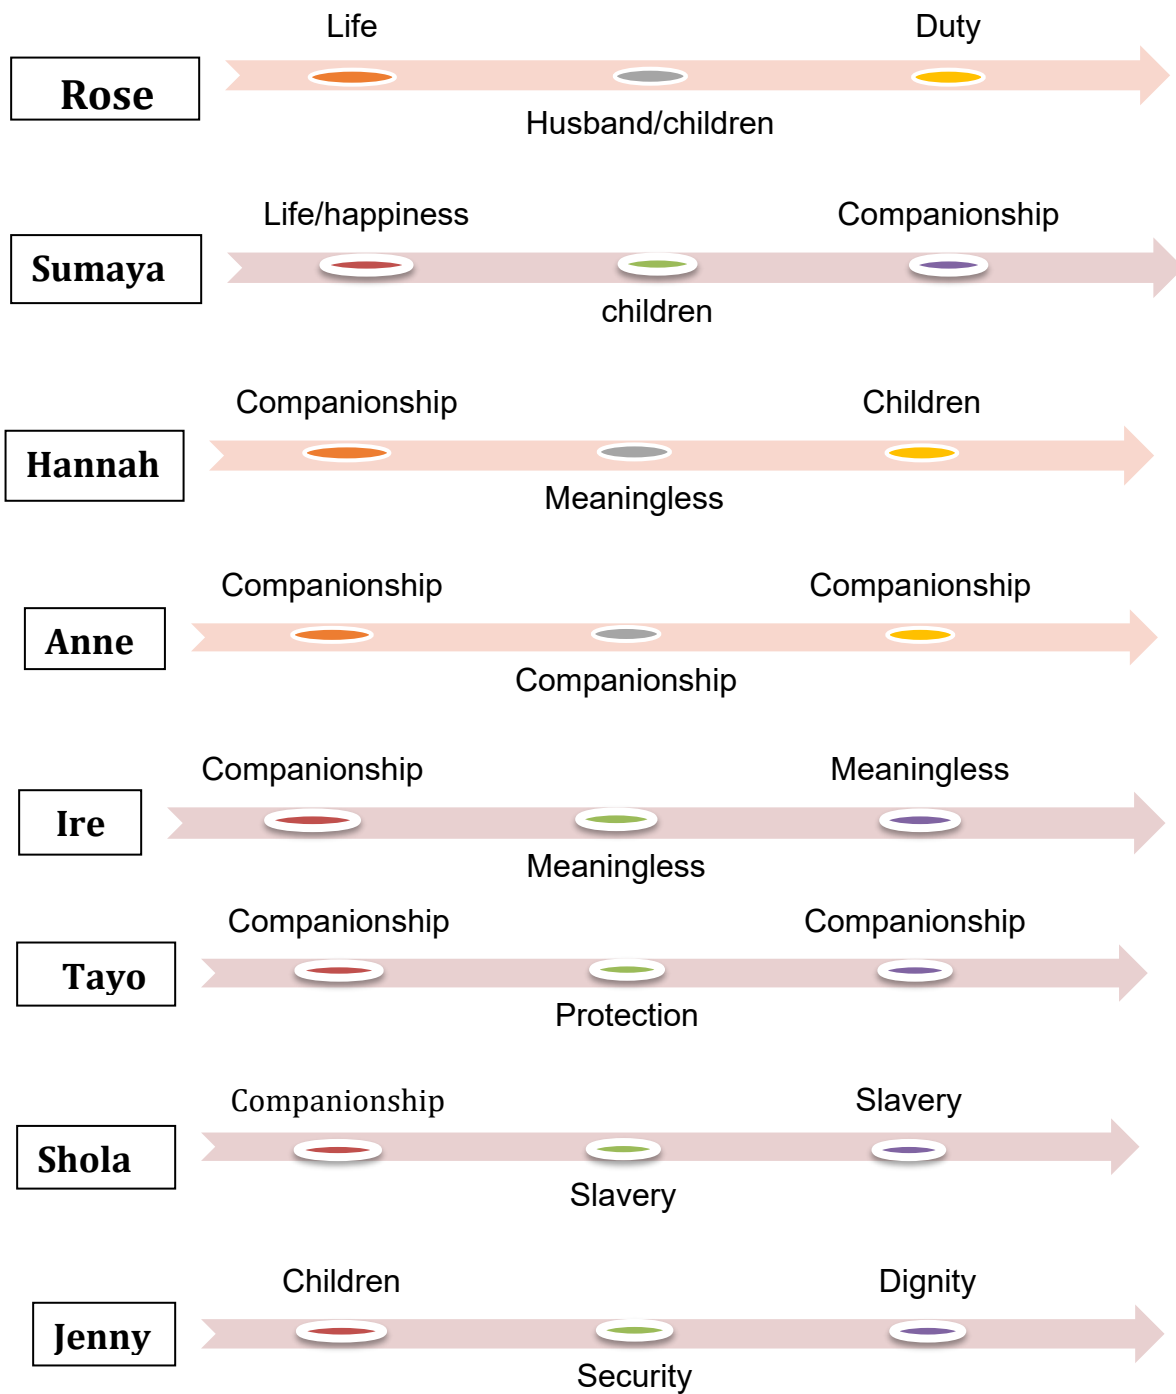 Life Duty
Rose
Husband/children
Life/happiness Companionship
Sumaya
children
Companionship Children
Hannah
Meaningless
Companionship Companionship
Anne
Companionship
Companionship Meaningless
Ire
Meaningless
Companionship Companionship
Tayo
Protection
Companionship Slavery
Shola
Slavery
Children Dignity
Jenny
Security